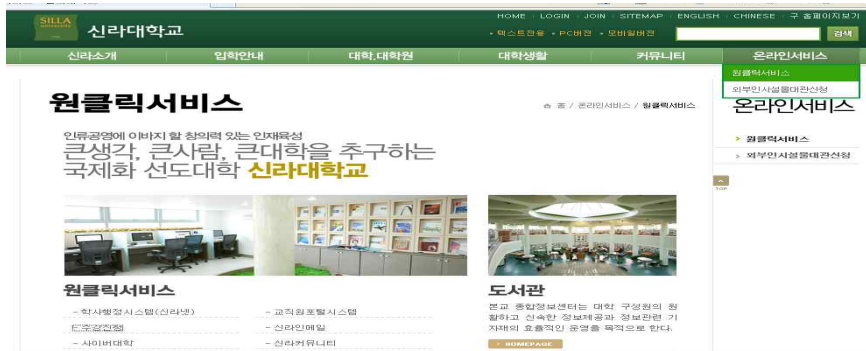 SILLA
신라대학교
HOME LOGIN JOIN SITEMAP ENGLISH CHINESE 구 홈페이지보기
텍스트전용 PC버전 모바일버전
검색
신라소개 입학안내 대학,대학원 대학생활 커뮤니티 온라인서비스
원클릭서비스
외부인시설물대관신청
원클릭서비스
홈 / 온라인서비스 / 원클릭서비스
온라인서비스
> 원클릭서비스
> 외부인시설물대관신청
TOP
인류공영에 이바지 할 창의력 있는 인재육성
큰생각, 큰사람, 큰대학을 추구하는
국제화 선도대학 신라대학교
원클릭서비스
- 학사행정시스템(신라넷) - 교직원포털시스템
- 수강신청 - 신라인메일
- 사이버대학 - 신라커뮤니티
도서관
본교 종합정보센터는 대학 구성원의 원
활하고 신속한 정보제공과 정보관련 기
자재의 효율적인 운영을 목적으로 한다.
> HOMEPAGE